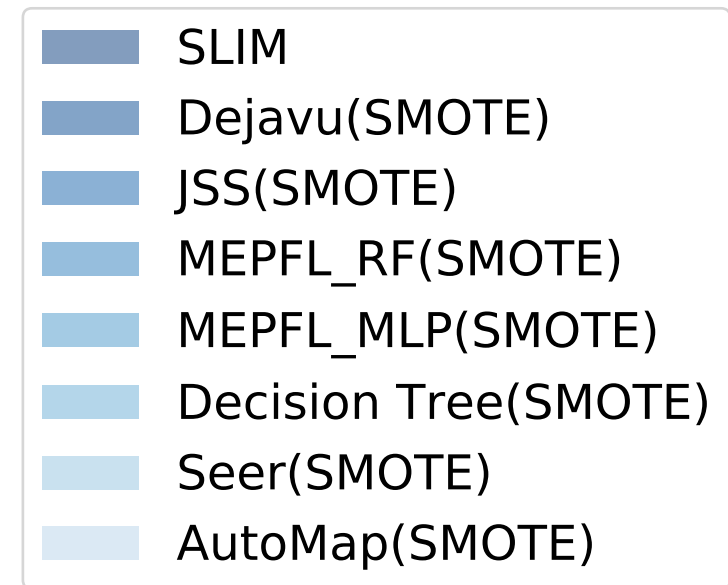 SLIM
Dejavu(SMOTE)
JSS(SMOTE)
MEPFL_RF(SMOTE)
MEPFL_MLP(SMOTE)
Decision Tree(SMOTE)
Seer(SMOTE)
AutoMap(SMOTE)